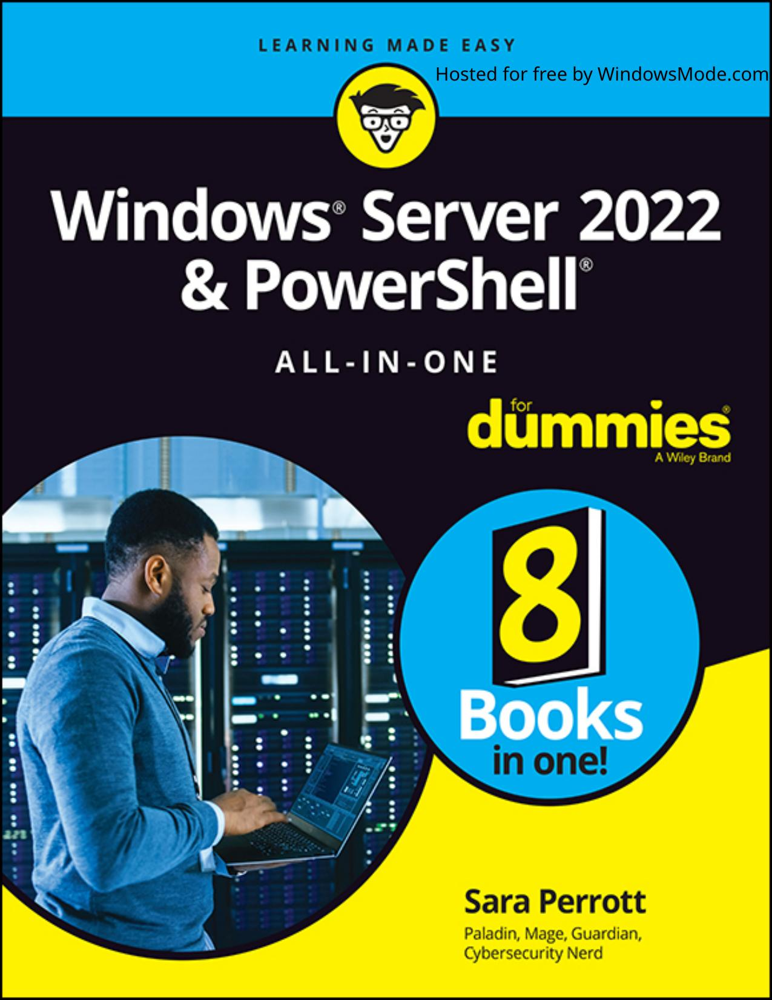 LEARNING MADE EASY
Hosted for free by WindowsMode.com
Windows® Server 2022
& PowerShell®
ALL-IN-ONE
for
dummies®
A Wiley Brand
8
Books
in one!
Sara Perrott
Paladin, Mage, Guardian,
Cybersecurity Nerd